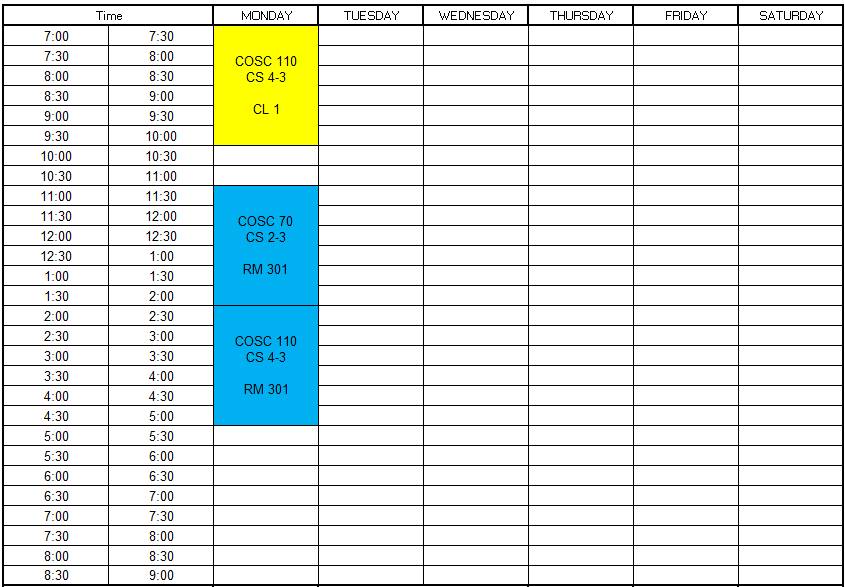 Time MONDAY TUESDAY WEDNESDAY THURSDAY FRIDAY SATURDAY
7:00 7:30
7:30 8:00
8:00 8:30
8:30 9:00
9:00 9:30
9:30 10:00
COSC 110
CS 4-3
CL 1
10:00 10:30
10:30 11:00
11:00 11:30
11:30 12:00
12:00 12:30
12:30 1:00
1:00 1:30
1:30 2:00
COSC 70
CS 2-3
RM 301
2:00 2:30
2:30 3:00
3:00 3:30
3:30 4:00
4:00 4:30
4:30 5:00
COSC 110
CS 4-3
RM 301
5:00 5:30
5:30 6:00
6:00 6:30
6:30 7:00
7:00 7:30
7:30 8:00
8:00 8:30
8:30 9:00